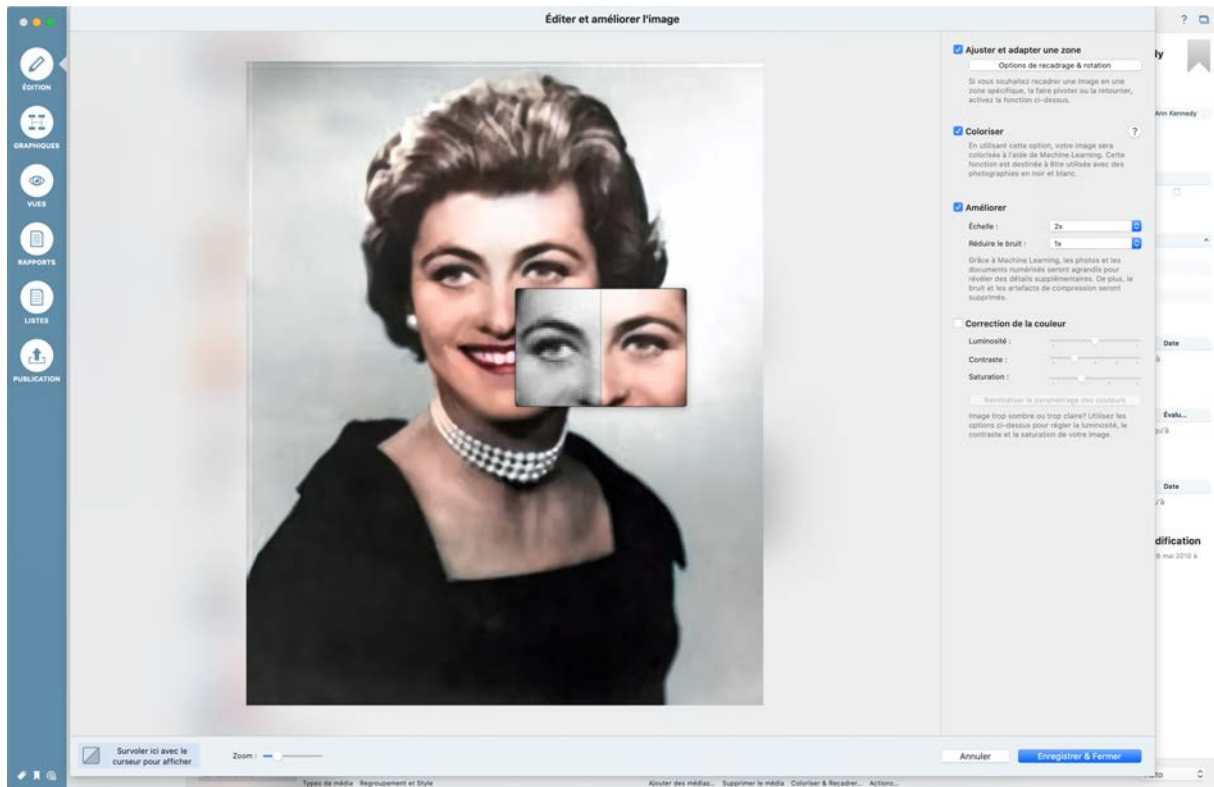 Éditer et améliorer l'image
?
ly
ÉDITION
GRAPHIQUES
VUES
RAPPORTS
LISTES
PUBLICATION
Ajuster et adapter une zone
Options de recadrage & rotation
Si vous souhaitez recadrer une image en une
zone spécifique, la faire pivoter ou la retourner,
activez la fonction ci-dessus.
Coloriser
?
En utilisant cette option, votre image sera
colorisée à l'aide de Machine Learning. Cette
fonction est destinée à être utilisée avec des
photographies en noir et blanc.
Améliorer
Échelle : 2x
Réduire le bruit : 1x
Grâce à Machine Learning, les photos et les
documents numérisés seront agrandis pour
révéler des détails supplémentaires. De plus, le
bruit et les artefacts de compression seront
supprimés.
Correction de la couleur
Luminosité :
Contraste :
Saturation :
Réinitialiser le paramétrage des couleurs
Image trop sombre ou trop claire? Utilisez les
options ci-dessus pour régler la luminosité, le
contraste et la saturation de votre image.
Ann Kennedy
Date
à
Évalu...
qu'à
Date
u'à
dification
mai 2010 à
Survoler ici avec le
curseur pour afficher
Zoom :
Annuler
Enregistrer & Fermer
Types de média Regroupement et Style
Ajouter des médias... Supprimer le média Coloriser & Recadrer... Actions...